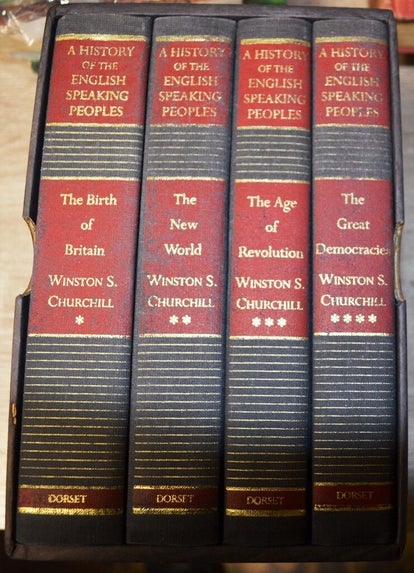 A HISTORY
OF THE
ENGLISH
SPEAKING
PEOPLES
The Birth
of
Britain
WINSTON S.
CHURCHILL
*
DORSET
A HISTORY
OF THE
ENGLISH
SPEAKING
PEOPLES
The
New
World
WINSTON S.
CHURCHILL
**
DORSET
A HISTORY
OF THE
ENGLISH
SPEAKING
PEOPLES
The Age
of
Revolution
WINSTON S.
CHURCHILL
***
DORSET
A HISTORY
OF THE
ENGLISH
SPEAKING
PEOPLES
The
Great
Democracies
WINSTON S.
CHURCHILL
****
DORSET